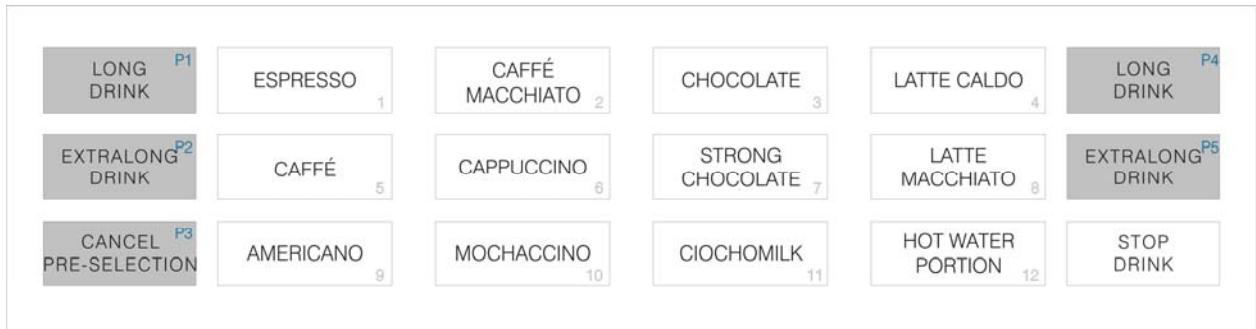 LONG P1
DRINK
ESPRESSO
1
CAFFÉ
MACCHIATO 2
CHOCOLATE
3
LATTE CALDO
4
LONG P4
DRINK
EXTRALONG P2
DRINK
CAFFÉ
5
CAPPUCCINO
6
STRONG
CHOCOLATE 7
LATTE
MACCHIATO 8
EXTRALONG P5
DRINK
CANCEL P3
PRE-SELECTION
AMERICANO
9
MOCHACCINO
10
CIOCHOMILK
11
HOT WATER
PORTION 12
STOP
DRINK